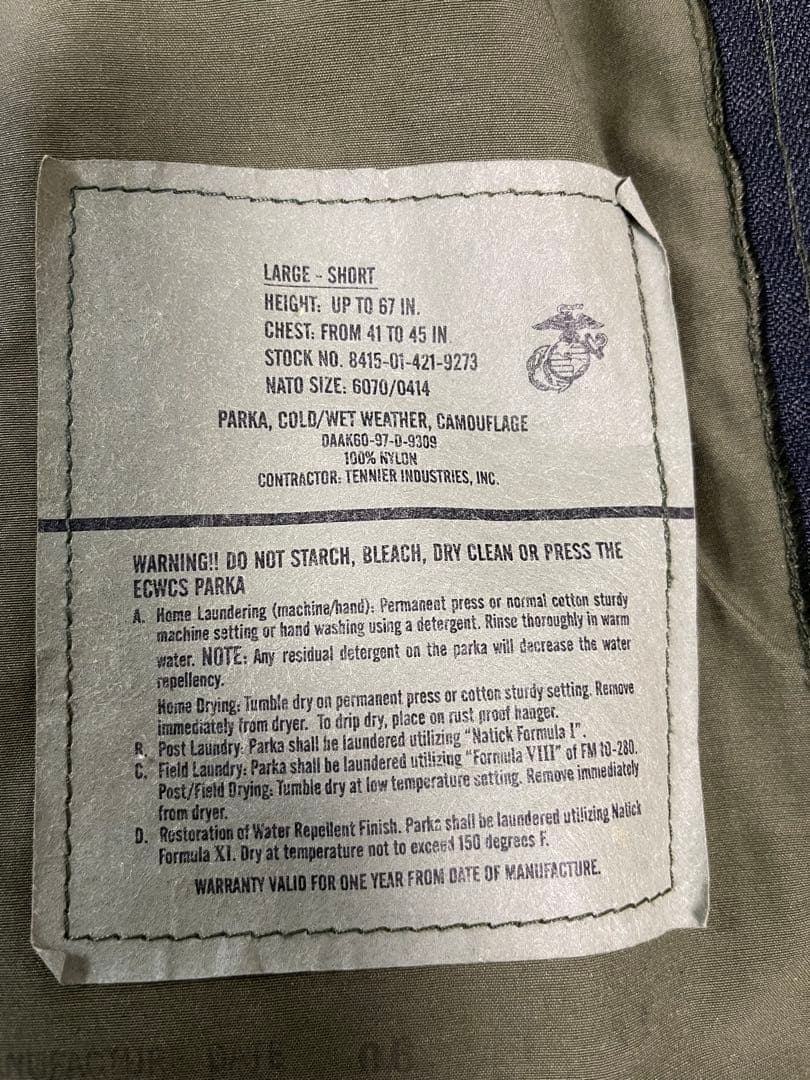 LARGE - SHORT
HEIGHT: UP TO 67 IN.
CHEST: FROM 41 TO 45 IN
STOCK NO. 8415-01-421-9273
NATO SIZE: 6070/0414
PARKA, COLD/WET WEATHER, CAMOUFLAGE
DAAK60-97-D-9309
100% NYLON
CONTRACTOR: TENNIER INDUSTRIES, INC.
WARNING!! DO NOT STARCH, BLEACH, DRY CLEAN OR PRESS THE
ECWCS PARKA
A. Home Laundering (machine/hand): Permanent press or normal cotton sturdy
machine setting or hand washing using a detergent. Rinse thoroughly in warm
water. NOTE: Any residual detergent on the parka will decrease the water
repellency.
Home Drying: Tumble dry on permanent press or cotton sturdy setting. Remove
immediately from dryer. To drip dry, place on rust proof hanger.
B. Post Laundry: Parka shall be laundered utilizing "Natick Formula I".
C. Field Laundry: Parka shall be laundered utilizing "Formula VIII" of FM 10-280.
Post/Field Drying: Tumble dry at low temperature setting. Remove immediately
from dryer.
D. Restoration of Water Repellent Finish. Parka shall be laundered utilizing Natick
Formula XI. Dry at temperature not to exceed 150 degrees F.
WARRANTY VALID FOR ONE YEAR FROM DATE OF MANUFACTURE.
DATE